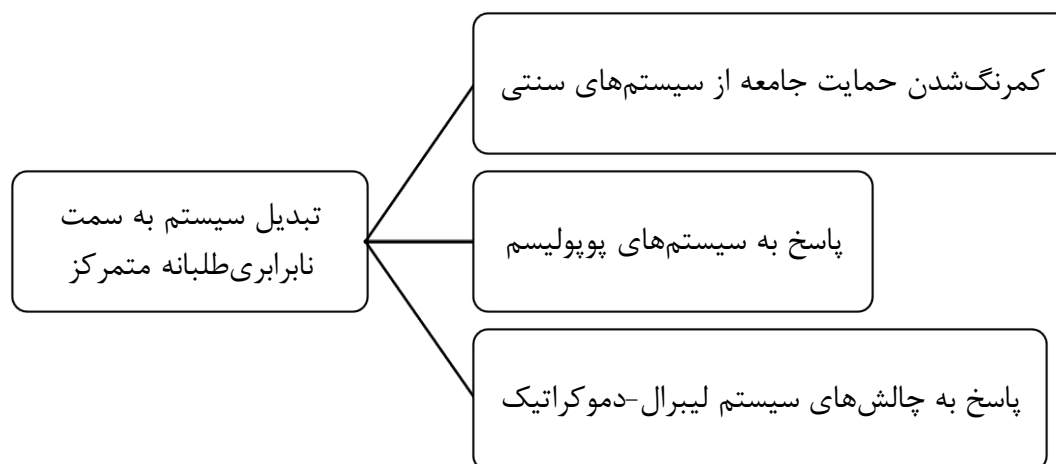 کمرنگ‌شدن حمایت جامعه از سیستم‌های سنتی
تبدیل سیستم به سمت
نابرابری‌طلبانه متمرکز
پاسخ به سیستم‌های پوپولیسم
پاسخ به چالش‌های سیستم لیبرال-دموکراتیک